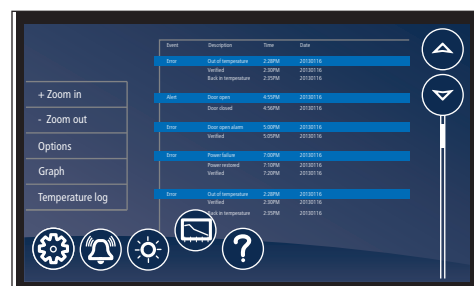 Event Description Time Date
Error Out of temperature 2:28PM 20130116
Verified 2:30PM 20130116
Back in temperature 2:35PM 20130116
Alert Door open 4:55PM 20130116
Door closed 4:56PM 20130116
Error Door open alarm 5:00PM 20130116
Verified 5:05PM 20130116
Error Power failure 7:00PM 20130116
Power restored 7:10PM 20130116
Verified 7:20PM 20130116
Error Out of temperature 2:28PM 20130116
Verified 2:30PM 20130116
Back in temperature 2:35PM 20130116
+ Zoom in
- Zoom out
Options
Graph
Temperature log
?